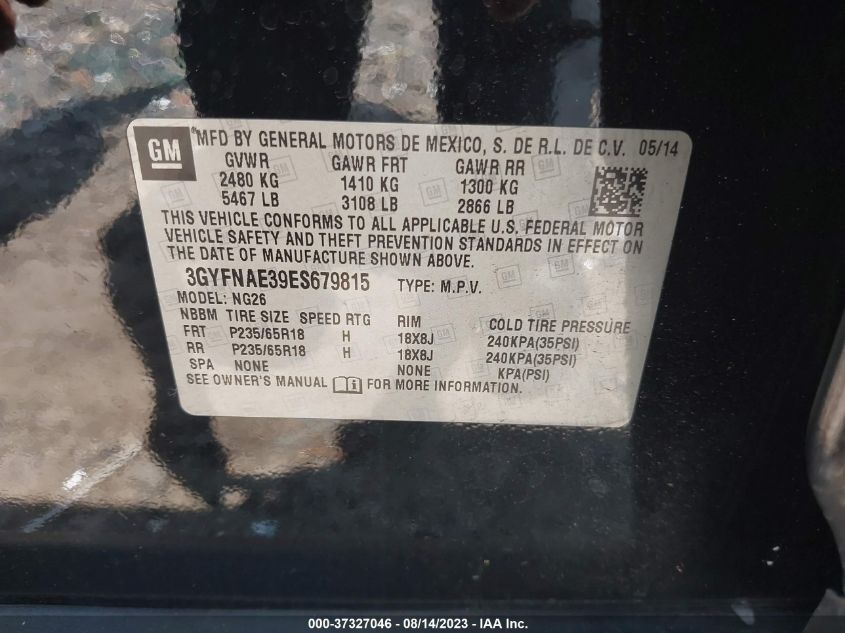 GM
*MFD BY GENERAL MOTORS DE MEXICO, S. DE R.L. DE C.V. 05/14
GVWR GAWR FRT GAWR RR
2480 KG 1410 KG 1300 KG
5467 LB 3108 LB 2866 LB
THIS VEHICLE CONFORMS TO ALL APPLICABLE U.S. FEDERAL MOTOR
VEHICLE SAFETY AND THEFT PREVENTION STANDARDS IN EFFECT ON
THE DATE OF MANUFACTURE SHOWN ABOVE.
3GYFNAE39ES679815 TYPE: M.P.V.
MODEL: NG26
NBBM TIRE SIZE SPEED RTG RIM COLD TIRE PRESSURE
FRT P235/65R18 H 18X8J 240KPA(35PSI)
RR P235/65R18 H 18X8J 240KPA(35PSI)
SPA NONE NONE KPA(PSI)
SEE OWNER'S MANUAL i FOR MORE INFORMATION.
000-37327046 - 08/14/2023 - IAA Inc.